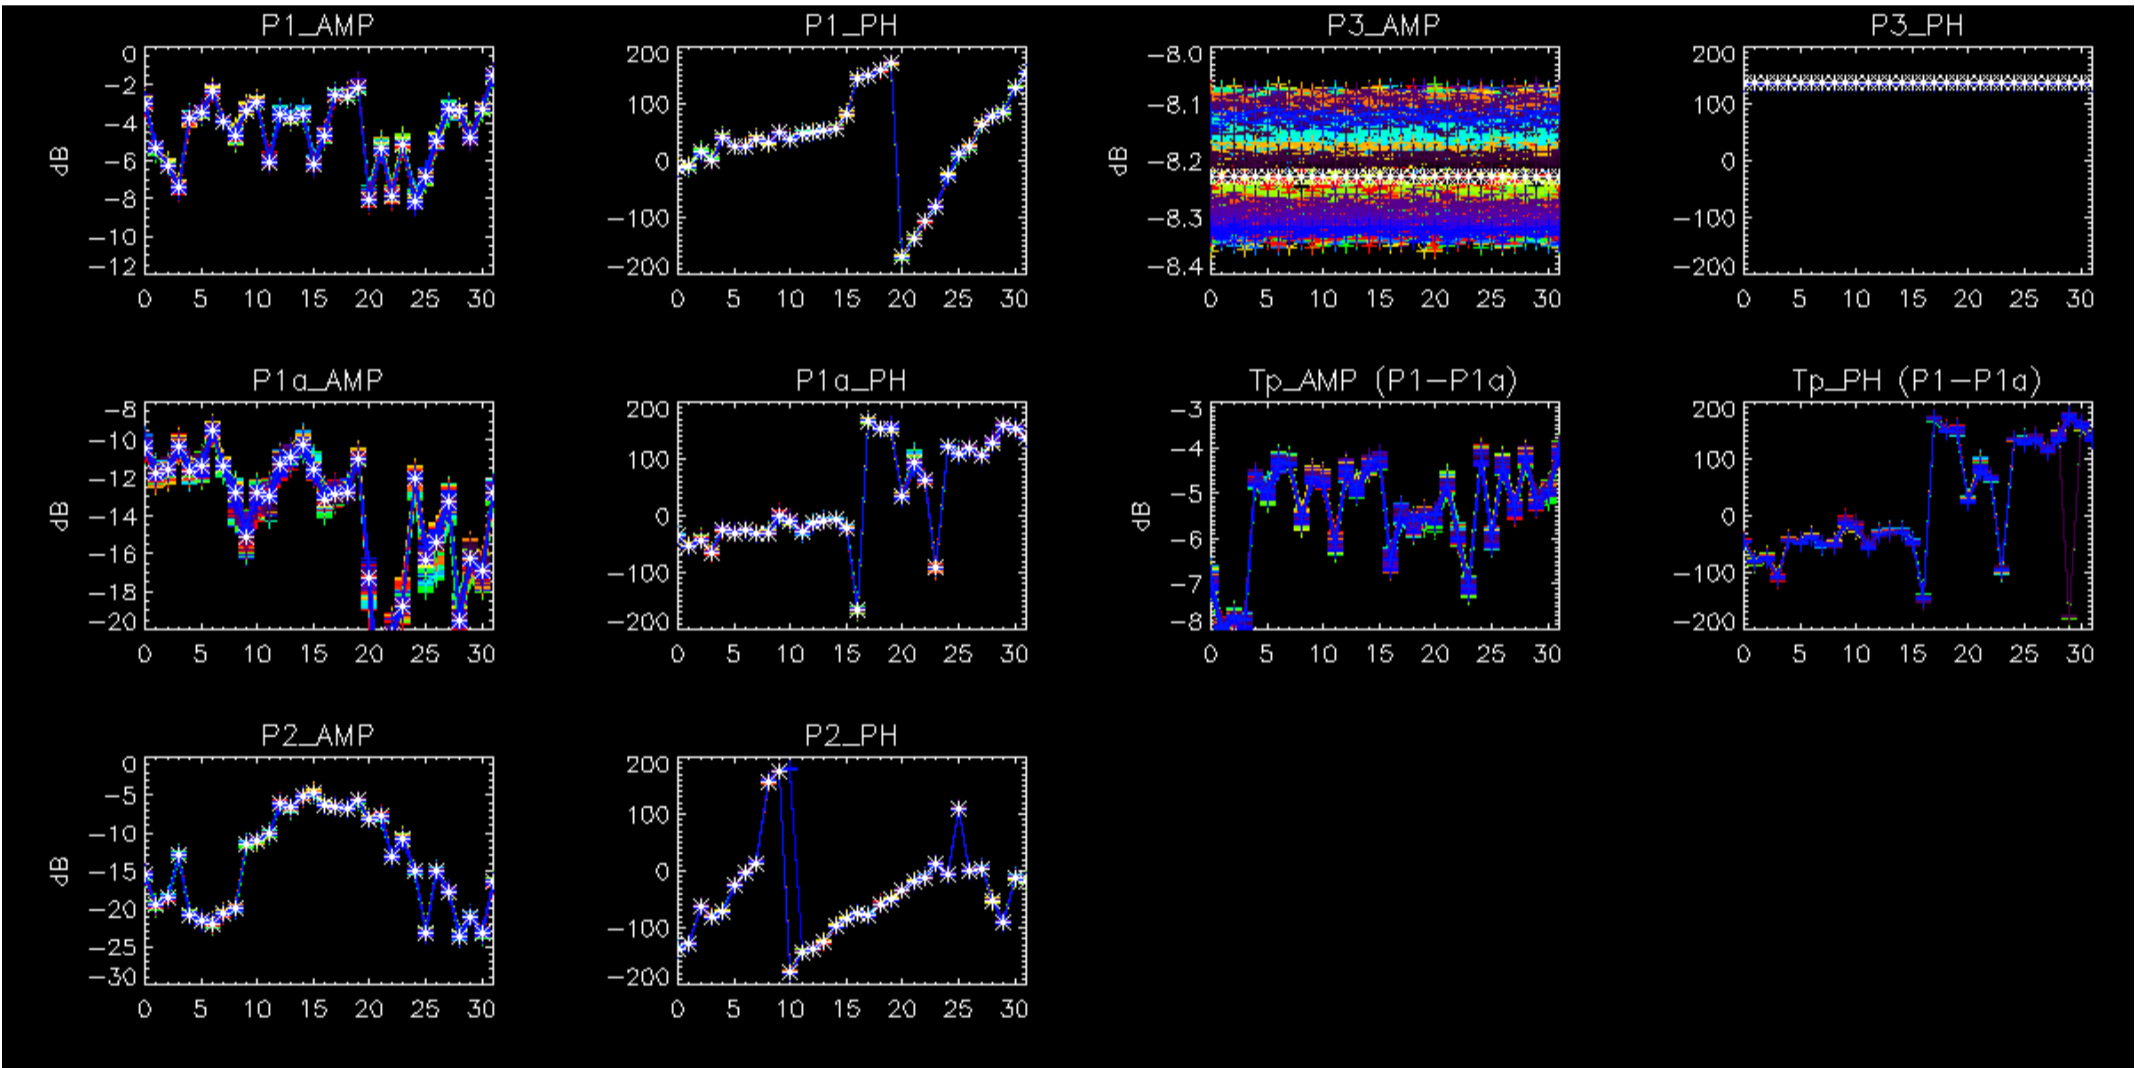 P1_AMP P1_PH P3_AMP P3_PH
0 200 -8.0 200
-2 100 -8.1 100
-4 0 -8.2 0
-6 -100 -8.3 -100
-8 -200 -8.4 -200
-10
-12
dB dB
0 5 10 15 20 25 30 0 5 10 15 20 25 30 0 5 10 15 20 25 30 0 5 10 15 20 25 30
P1a_AMP P1a_PH Tp_AMP (P1-P1a) Tp_PH (P1-P1a)
-8 200 -3 200
-10 100 -4 100
-12 0 -5 0
-14 -100 -6 -100
-16 -200 -7 -200
-18 -8
-20
dB dB
0 5 10 15 20 25 30 0 5 10 15 20 25 30 0 5 10 15 20 25 30 0 5 10 15 20 25 30
P2_AMP P2_PH
0 200
-5 100
-10 0
-15 -100
-20 -200
-25
-30
dB
0 5 10 15 20 25 30 0 5 10 15 20 25 30